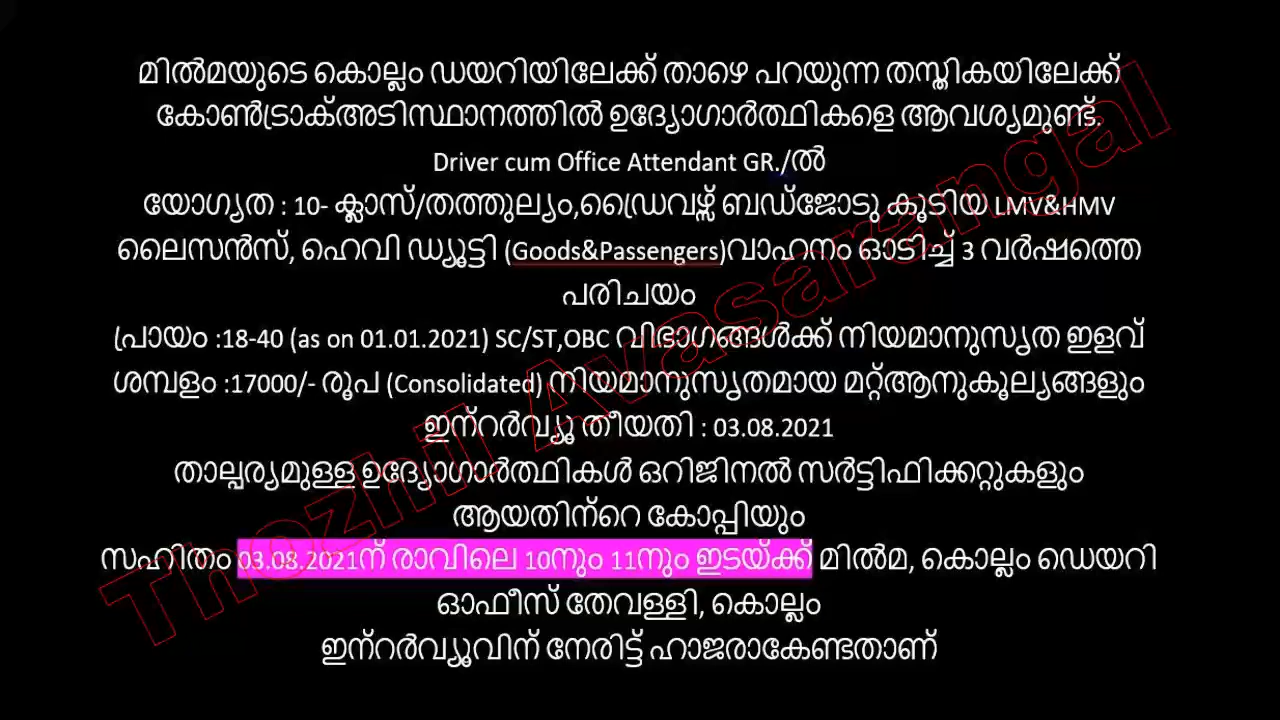 മിൽമയുടെ കൊല്ലം ഡയറിയിലേക്ക് താഴെ പറയുന്ന തസ്തികയിലേക്ക്
കോൺട്രാക്അടിസ്ഥാനത്തിൽ ഉദ്യോഗാർത്ഥികളെ ആവശ്യമുണ്ട്.
Driver cum Office Attendant GR./ൽ
യോഗ്യത : 10- ക്ലാസ്/തത്തുല്യം,ഡ്രൈവഴ്സ് ബഡ്ജോടു കൂടിയ LMV&HMV
ലൈസൻസ്, ഹെവി ഡ്യൂട്ടി (Goods&Passengers)വാഹനം ഓടിച്ച് 3 വർഷത്തെ
പരിചയം
പ്രായം :18-40 (as on 01.01.2021) SC/ST,OBC വിഭാഗങ്ങൾക്ക് നിയമാനുസൃത ഇളവ്
ശമ്പളം :17000/- രൂപ (Consolidated) നിയമാനുസൃതമായ മറ്റ്ആനുകൂല്യങ്ങളും
ഇന്റർവ്യൂ തീയതി : 03.08.2021
താല്പര്യമുള്ള ഉദ്യോഗാർത്ഥികൾ ഒറിജിനൽ സർട്ടിഫിക്കറ്റുകളും
ആയതിന്റെ കോപ്പിയും
സഹിതം 03.08.2021ന് രാവിലെ 10നും 11നും ഇടയ്ക്ക് മിൽമ, കൊല്ലം ഡെയറി
ഓഫീസ് തേവള്ളി, കൊല്ലം
ഇന്റർവ്യൂവിന് നേരിട്ട് ഹാജരാകേണ്ടതാണ്
Thozhil Avasarangal